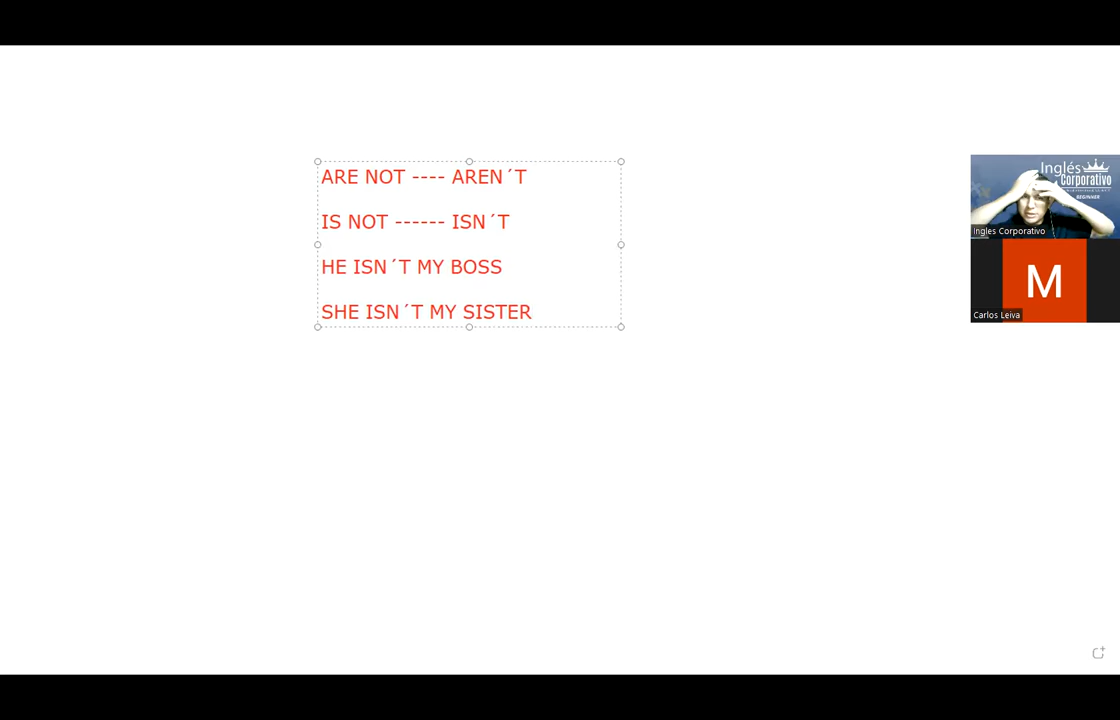 ARE NOT ---- AREN´T
IS NOT ------ ISN´T
HE ISN´T MY BOSS
SHE ISN´T MY SISTER
Inglés
Corporativo
BEGINNER
Ingles Corporativo
M
Carlos Leiva